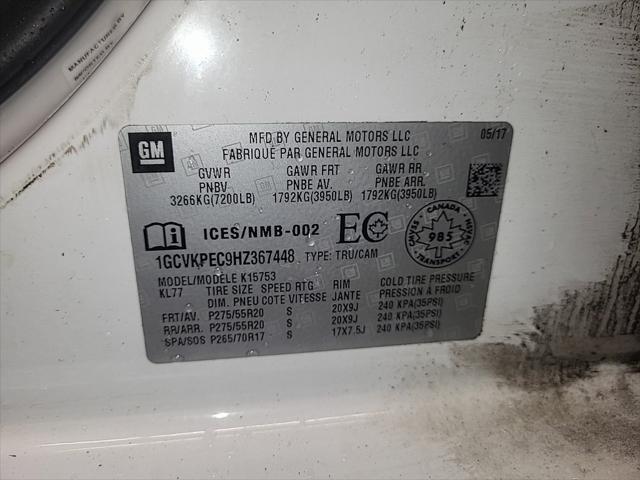 MANUFACTURED BY
GM
MFD BY GENERAL MOTORS LLC 05/17
FABRIQUE PAR GENERAL MOTORS LLC
GVWR GAWR FRT GAWR RR
PNBV PNBE AV. PNBE ARR.
3266KG(7200LB) 1792KG(3950LB) 1792KG(3950LB)
ICES/NMB-002 EC
CANADA
985
TRANSPORT
1GCVKPEC9HZ367448 TYPE: TRU/CAM
MODEL/MODÈLE K15753
KL77 TIRE SIZE SPEED RTG RIM COLD TIRE PRESSURE
DIM. PNEU COTE VITESSE JANTE PRESSION À FROID
FRT/AV. P275/55R20 S 20X9J 240 KPA(35PSI)
RR/ARR. P275/55R20 S 20X9J 240 KPA(35PSI)
SPA/SOS P265/70R17 S 17X7.5J 240 KPA(35PSI)